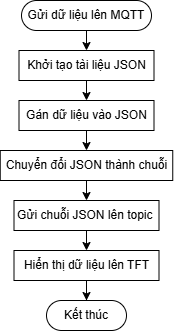 Gửi dữ liệu lên MQTT
Khởi tạo tài liệu JSON
Gán dữ liệu vào JSON
Chuyển đổi JSON thành chuỗi
Gửi chuỗi JSON lên topic
Hiển thị dữ liệu lên TFT
Kết thúc